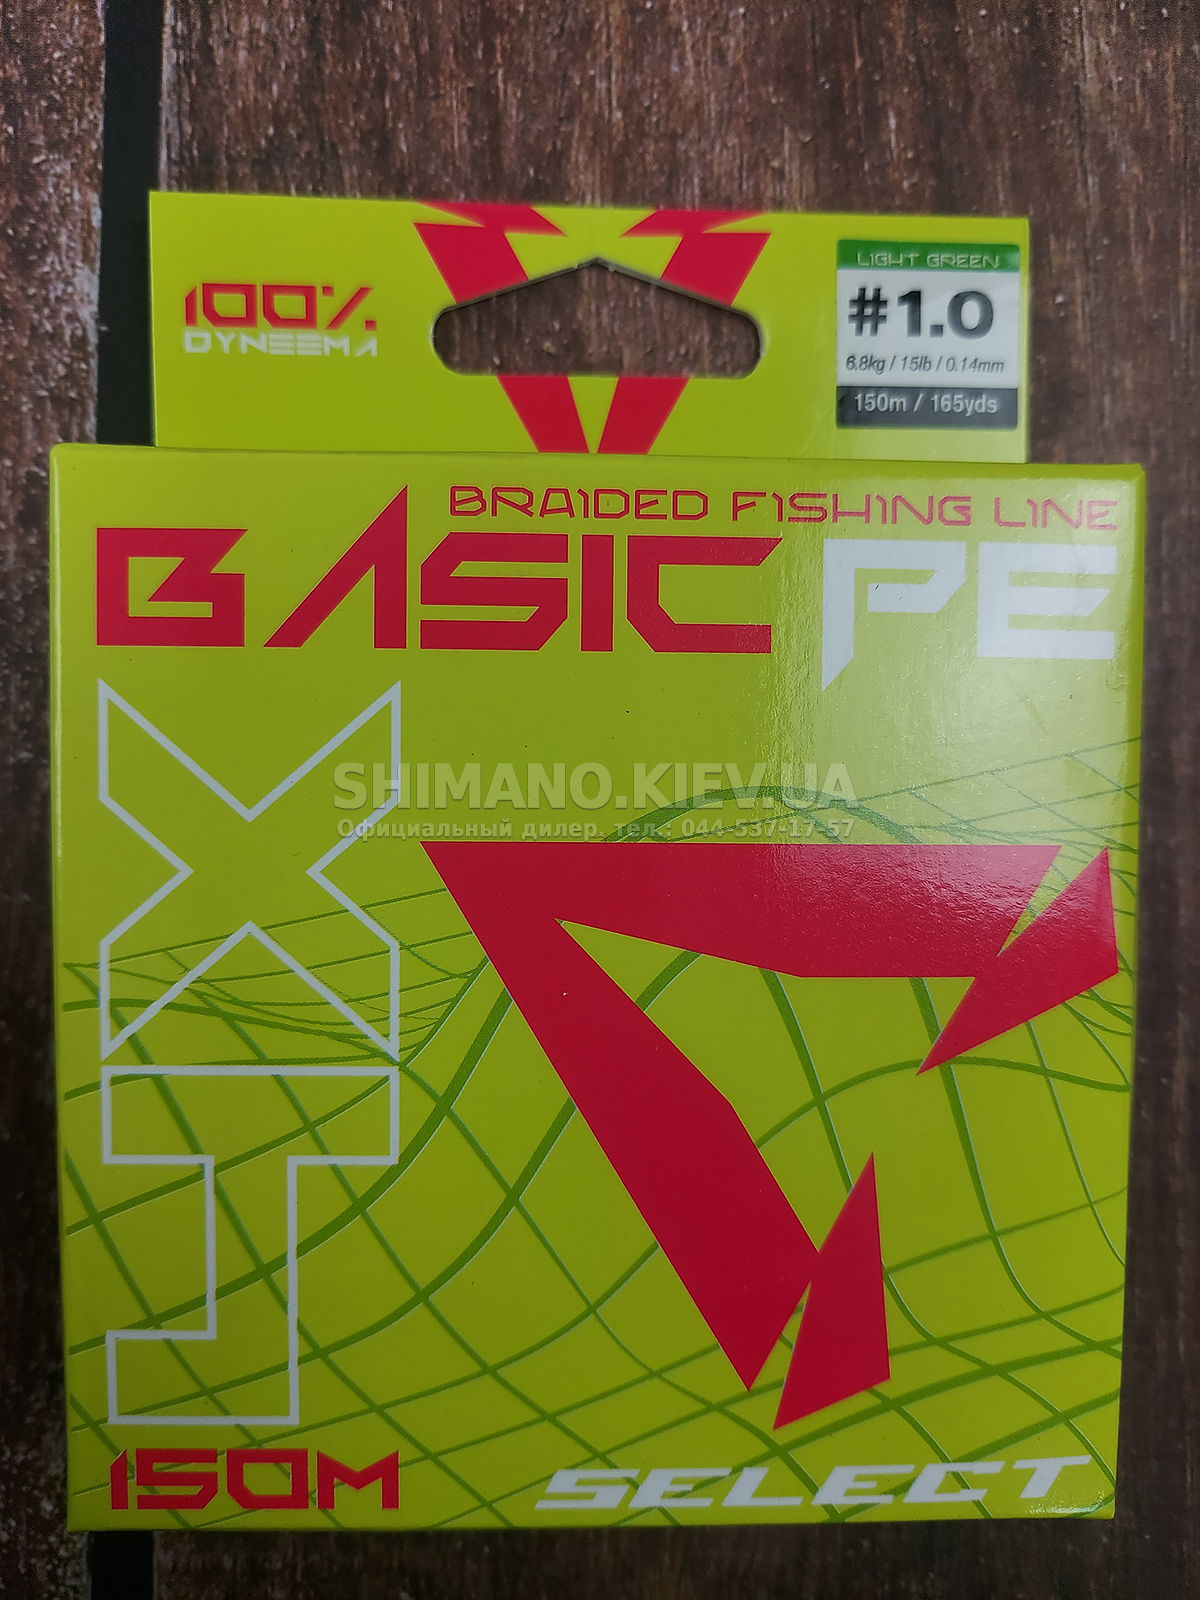 100%
DYNEEMA
LIGHT GREEN
#1.0
6.8kg / 15lb / 0.14mm
150m / 165yds
BRAIDED FISHING LINE
BASIC PE
X
SHIMANO.KIEV.UA
Официальный дилер, тел.: 044-537-17-57
150M
SELECT